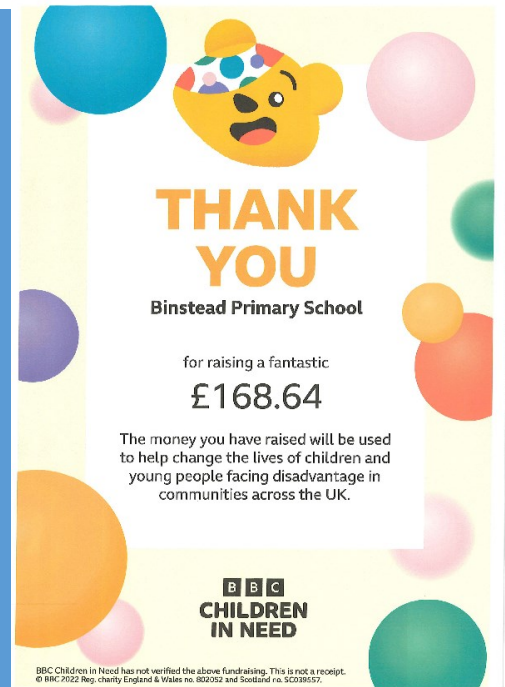 THANK
YOU
Binstead Primary School
for raising a fantastic
£168.64
The money you have raised will be used
to help change the lives of children and
young people facing disadvantage in
communities across the UK.
BBC
CHILDREN
IN NEED
BBC Children in Need has not verified the above fundraising. This is not a receipt.
© BBC 2022 Reg. charity England & Wales no. 802052 and Scotland no. SC039557.